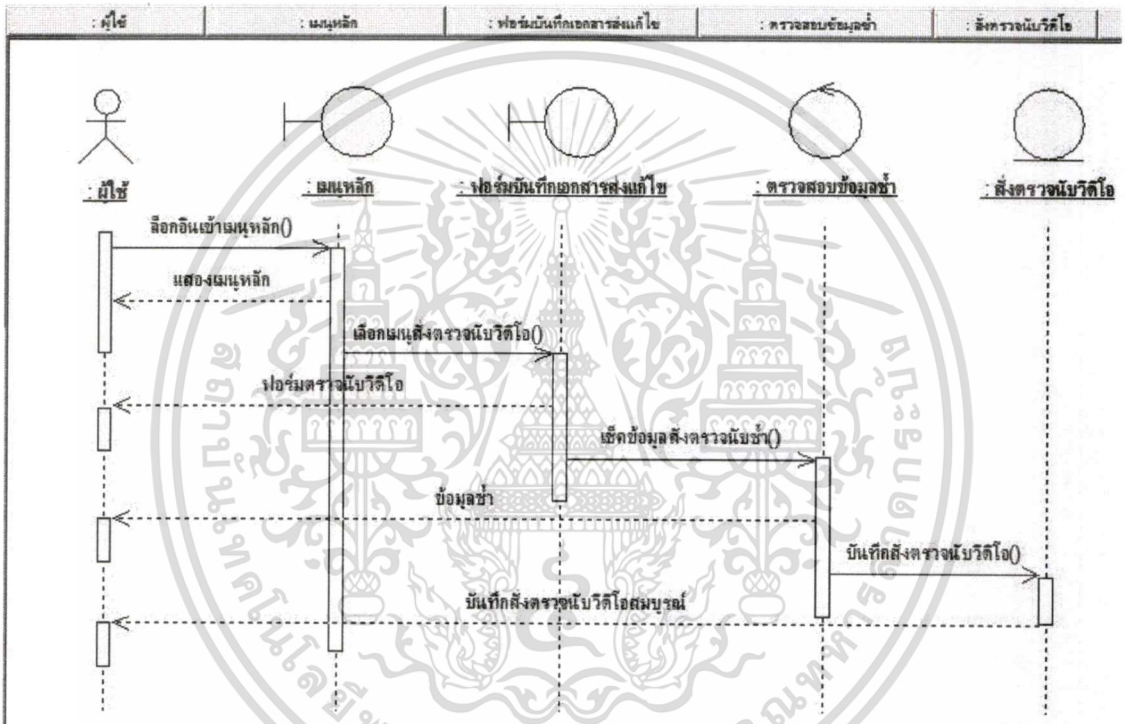 : ผู้ใช้
: เมนูหลัก
: ฟอร์มบันทึกเอกสารส่งแก้ไข
: ตรวจสอบข้อมูลซ้ำ
: สั่งตรวจนับวีดีโอ
: ผู้ใช้
: เมนูหลัก
: ฟอร์มบันทึกเอกสารส่งแก้ไข
: ตรวจสอบข้อมูลซ้ำ
: สั่งตรวจนับวีดีโอ
ล็อกอินเข้าเมนูหลัก()
แสดงเมนูหลัก
เลือกเมนูสั่งตรวจนับวีดีโอ()
ฟอร์มตรวจนับวีดีโอ
เช็คข้อมูลสั่งตรวจนับซ้ำ()
ข้อมูลซ้ำ
บันทึกสั่งตรวจนับวีดีโอ()
บันทึกสั่งตรวจนับวีดีโอสมบูรณ์